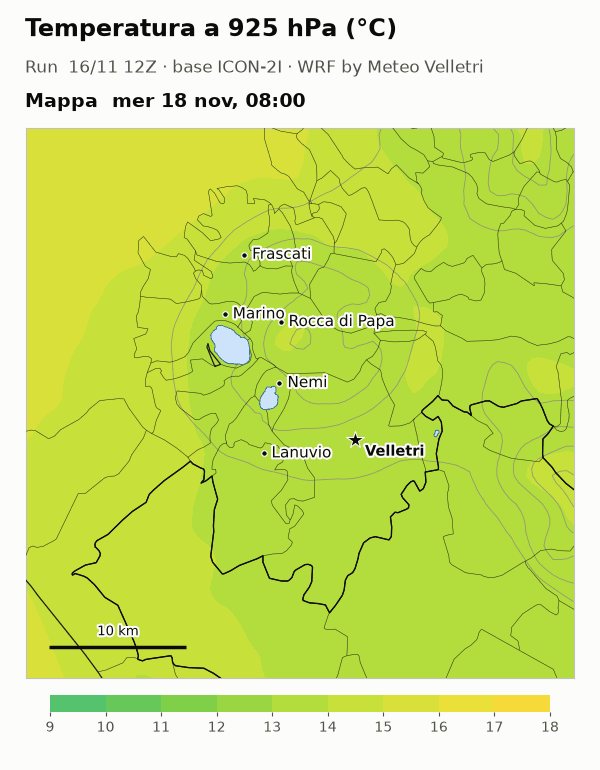 Temperatura a 925 hPa (°C)
Run  16/11 12Z · base ICON-2I · WRF by Meteo Velletri
Mappa  mer 18 nov, 08:00
Frascati
Marino
Rocca di Papa
Nemi
Velletri
Lanuvio
10 km
9 10 11 12 13 14 15 16 17 18